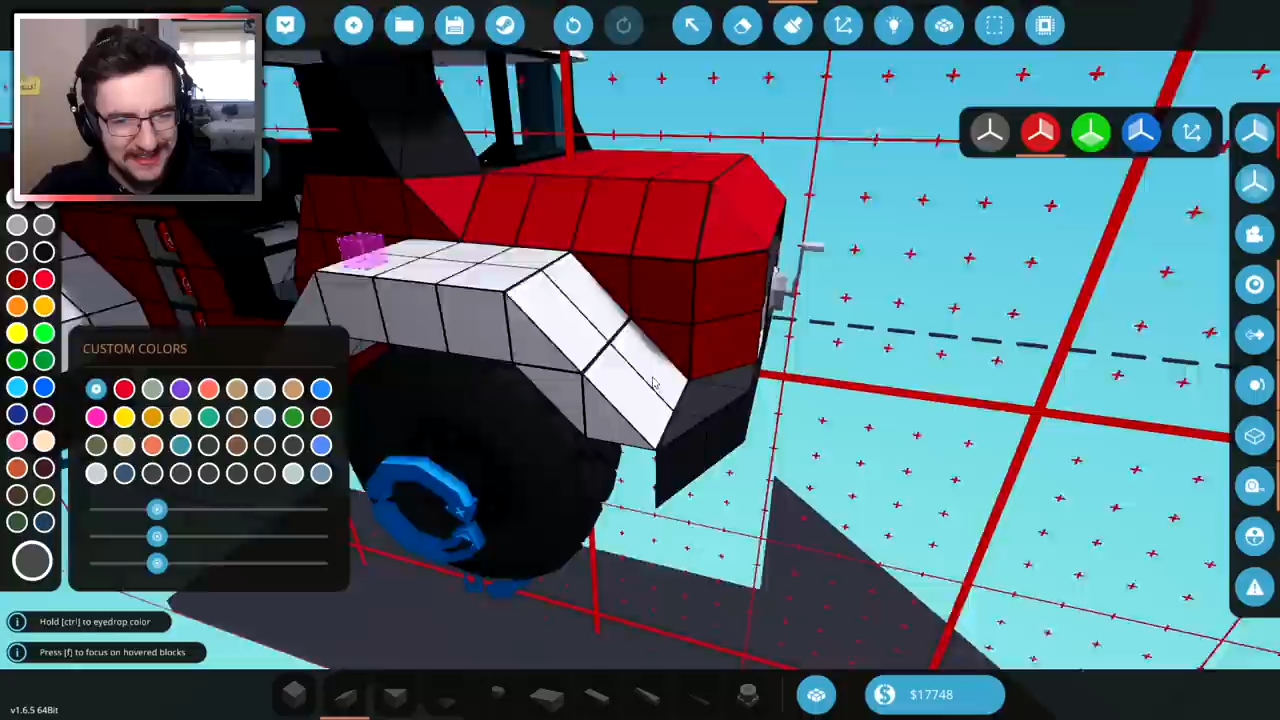 CUSTOM COLORS
Hold [ctrl] to eyedrop color
Press [f] to focus on hovered blocks
$17748
v1.6.5 64Bit